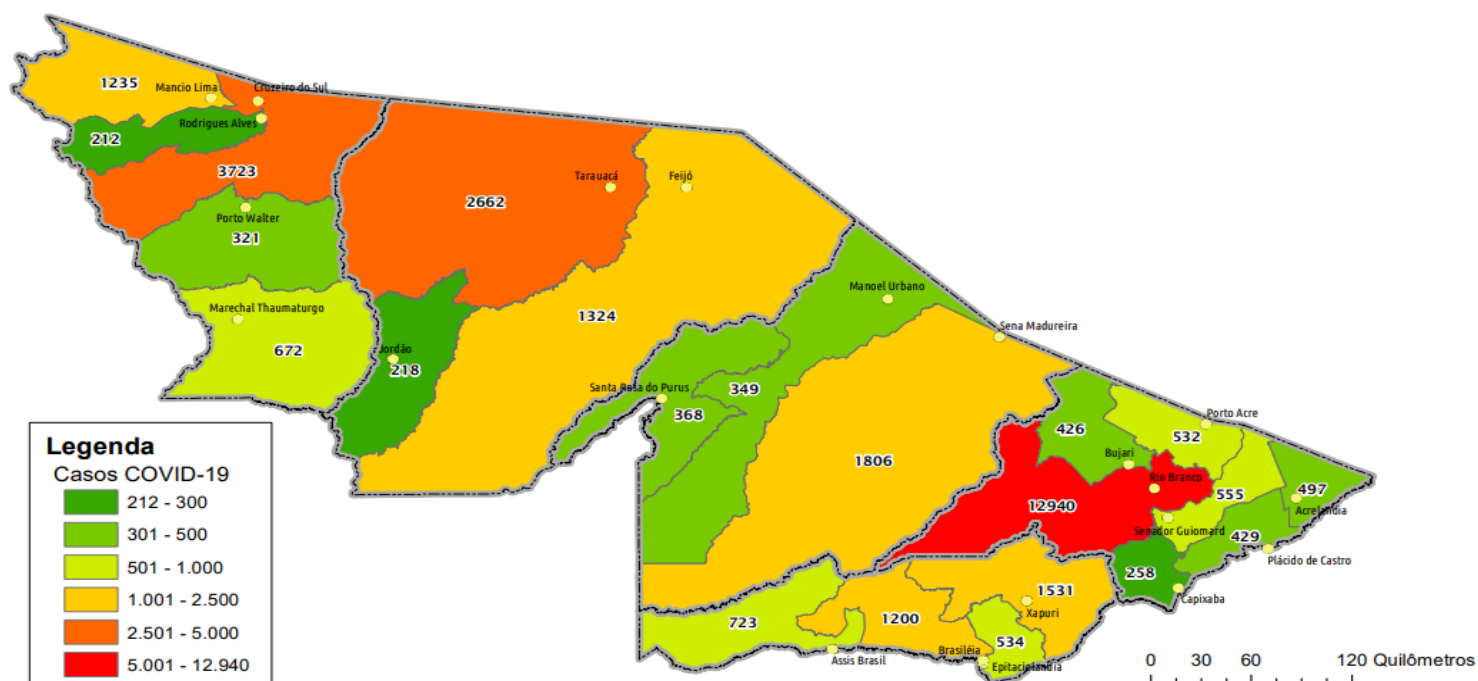 1235
Mancio Lima
Cruzeiro do Sul
Rodrigues Alves
212
3723
Porto Walter
321
Marechal Thaumaturgo
672
Tarauacá
2662
Feijó
1324
Jordão
218
Manoel Urbano
349
Santa Rosa do Purus
368
Sena Madureira
1806
426
Bujari
Porto Acre
532
Rio Branco
12940
555
497
Acrelandia
Senador Guiomard
429
Plácido de Castro
258
Capixaba
1531
Xapuri
1200
Brasiléia
534
Epitaciolandia
723
Assis Brasil
Legenda
Casos COVID-19
212 - 300
301 - 500
501 - 1.000
1.001 - 2.500
2.501 - 5.000
5.001 - 12.940
0 30 60 120 Quilômetros